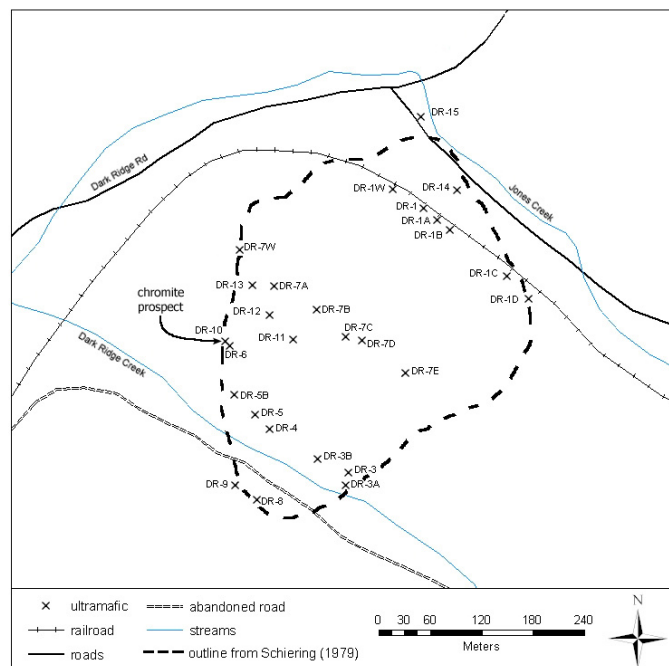 DR-15
Dark Ridge Rd
DR-1W
DR-14
Jones Creek
DR-1
DR-1A
DR-1B
DR-7W
DR-1C
DR-13
DR-7A
DR-1D
chromite
prospect
DR-12
DR-7B
DR-10
DR-11
DR-7C
DR-7D
DR-6
Dark Ridge Creek
DR-7E
DR-5B
DR-5
DR-4
DR-3B
DR-3
DR-9
DR-3A
DR-8
ultramafic
railroad
roads
abandoned road
streams
outline from Schiering (1979)
0 30 60 120 180 240
Meters
N